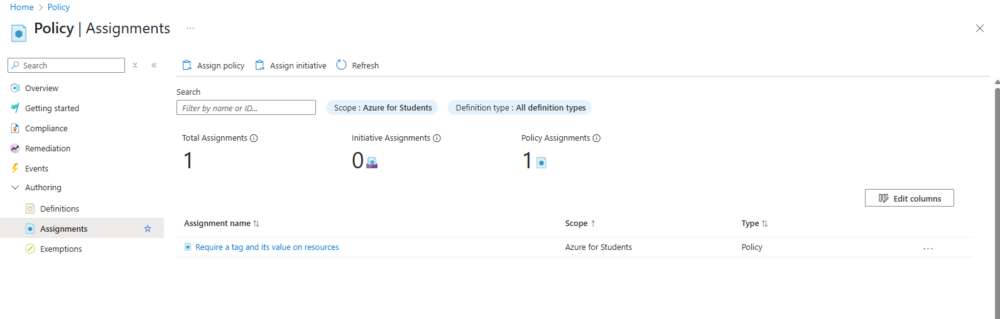 Home > Policy
Policy | Assignments ...
Search
Overview
Getting started
Compliance
Remediation
Events
Authoring
Definitions
Assignments
Exemptions
Assign policy Assign initiative Refresh
Search
Filter by name or ID...
Scope : Azure for Students
Definition type : All definition types
Total Assignments
1
Initiative Assignments
0
Policy Assignments
1
Edit columns
Assignment name Scope Type
Require a tag and its value on resources Azure for Students Policy ...